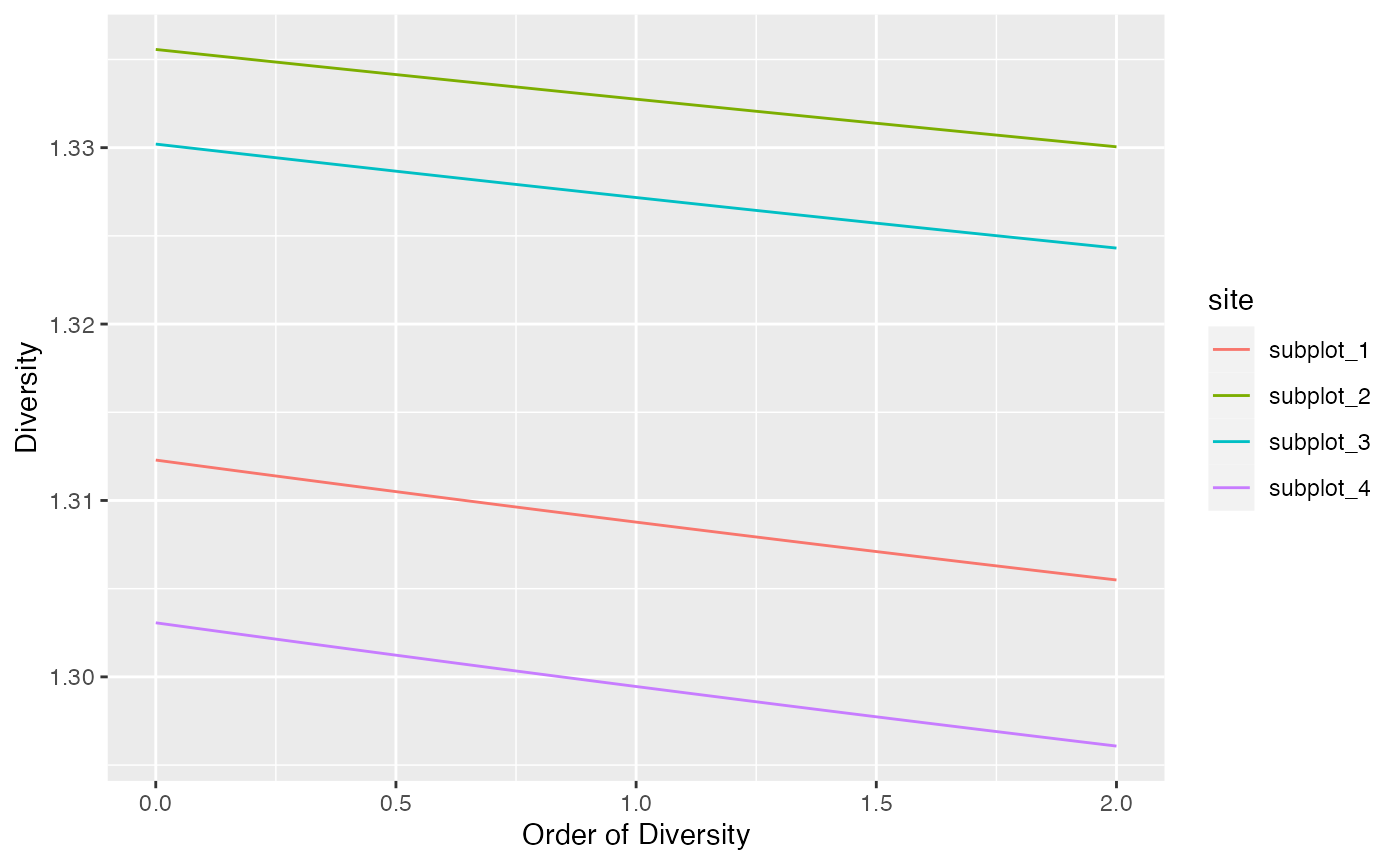 1.33
1.32
1.31
1.30
Diversity
0.0 0.5 1.0 1.5 2.0
Order of Diversity
site
subplot_1
subplot_2
subplot_3
subplot_4